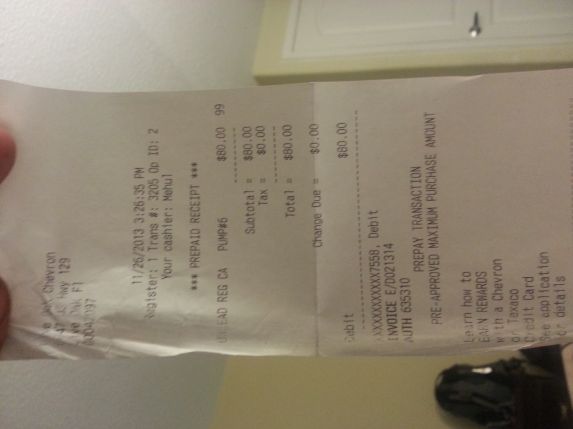 Chevron
Hwy 129
11/26/2013 3:26:35 PM
Register: 1 Trans #: 3205 Op ID: 2
Your cashier: Mehul
*** PREPAID RECEIPT ***
REG CA PUMP#6 $80.00 99
Subtotal = $80.00
Tax = $0.00
Total = $80.00
Change Due = $0.00
Debit $80.00
XXXXXXXXXXXX7558, Debit
INVOICE E/D021314
AUTH 635310
PREPAY TRANSACTION
PRE-APPROVED MAXIMUM PURCHASE AMOUNT
Learn how to
EARN REWARDS
with a Chevron
or Texaco
Credit Card
See application
for details